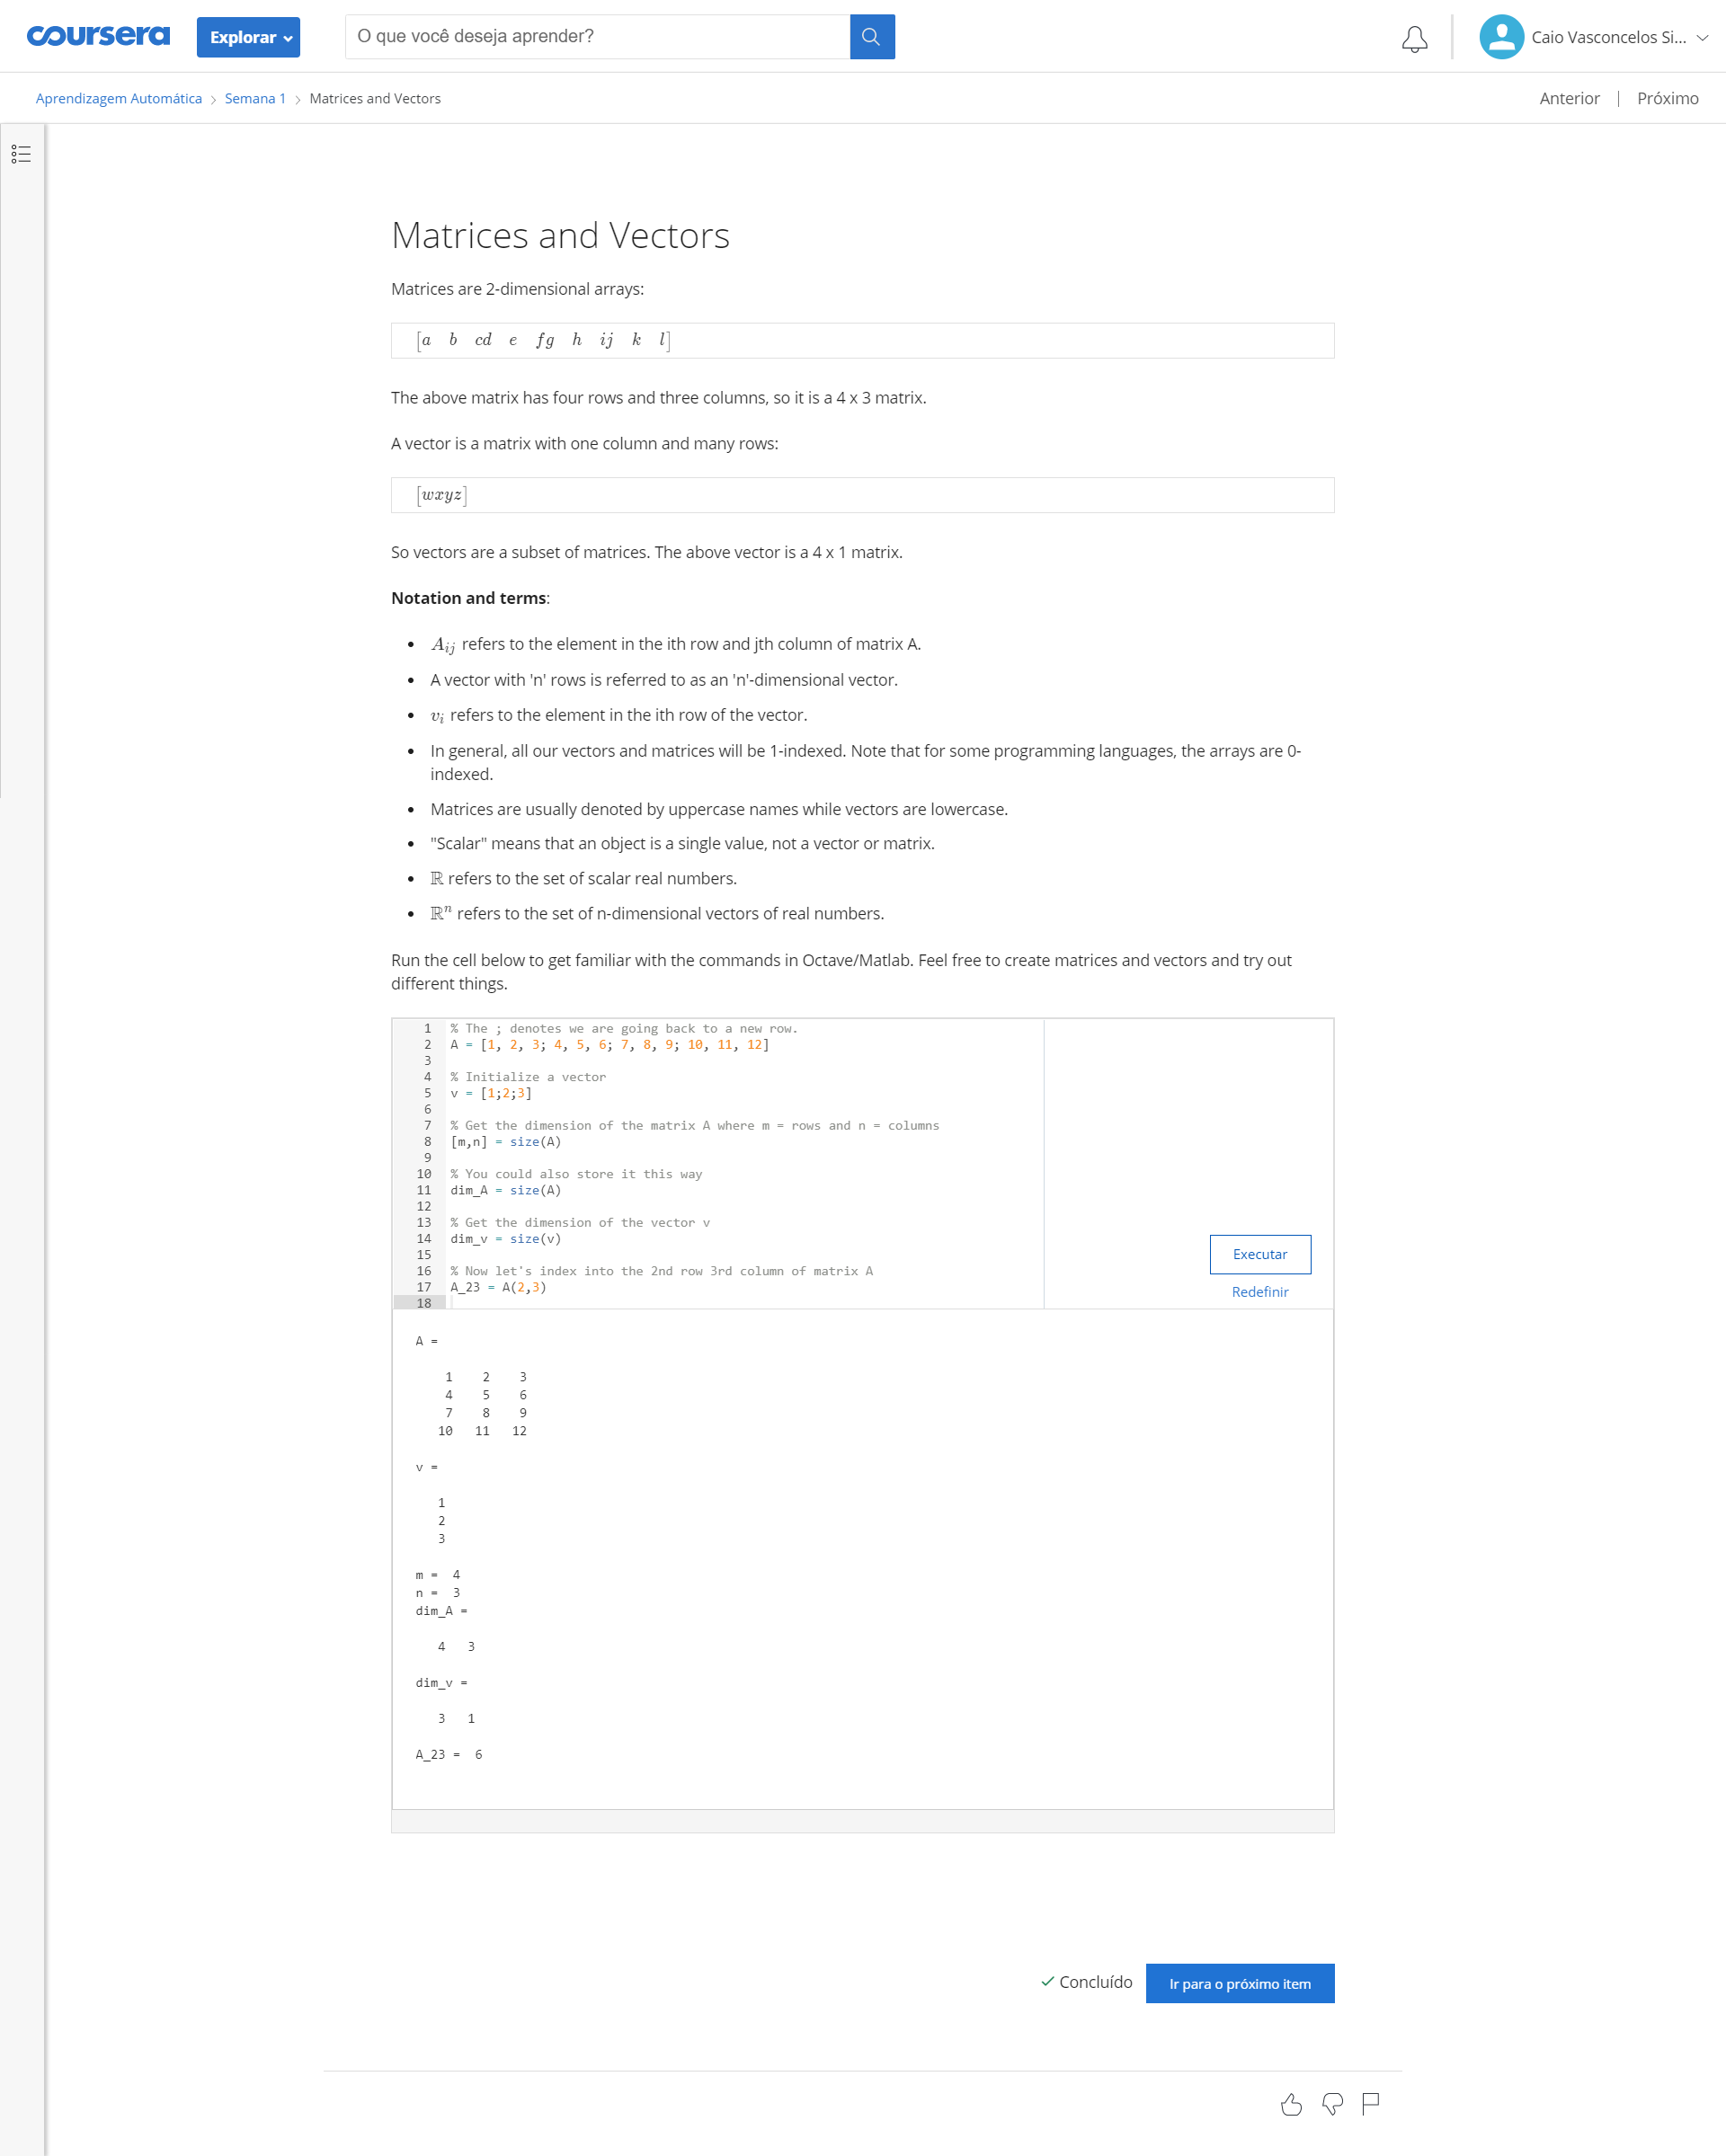 coursera
Explorar
O que você deseja aprender?
Caio Vasconcelos Si...
Aprendizagem Automática > Semana 1 > Matrices and Vectors
Anterior | Próximo
Matrices and Vectors
Matrices are 2-dimensional arrays:
[a b cd e fg h ij k l]
The above matrix has four rows and three columns, so it is a 4 x 3 matrix.
A vector is a matrix with one column and many rows:
[wxyz]
So vectors are a subset of matrices. The above vector is a 4 x 1 matrix.
Notation and terms:
• A_{ij} refers to the element in the ith row and jth column of matrix A.
• A vector with 'n' rows is referred to as an 'n'-dimensional vector.
• v_i refers to the element in the ith row of the vector.
• In general, all our vectors and matrices will be 1-indexed. Note that for some programming languages, the arrays are 0-
indexed.
• Matrices are usually denoted by uppercase names while vectors are lowercase.
• "Scalar" means that an object is a single value, not a vector or matrix.
• ℝ refers to the set of scalar real numbers.
• ℝⁿ refers to the set of n-dimensional vectors of real numbers.
Run the cell below to get familiar with the commands in Octave/Matlab. Feel free to create matrices and vectors and try out
different things.
1 % The ; denotes we are going back to a new row.
2 A = [1, 2, 3; 4, 5, 6; 7, 8, 9; 10, 11, 12]
3
4 % Initialize a vector
5 v = [1;2;3]
6
7 % Get the dimension of the matrix A where m = rows and n = columns
8 [m,n] = size(A)
9
10 % You could also store it this way
11 dim_A = size(A)
12
13 % Get the dimension of the vector v
14 dim_v = size(v)
15
16 % Now let's index into the 2nd row 3rd column of matrix A
17 A_23 = A(2,3)
18
Executar
Redefinir
A =
1 2 3
4 5 6
7 8 9
10 11 12
v =
1
2
3
m = 4
n = 3
dim_A =
4 3
dim_v =
3 1
A_23 = 6
Concluído
Ir para o próximo item